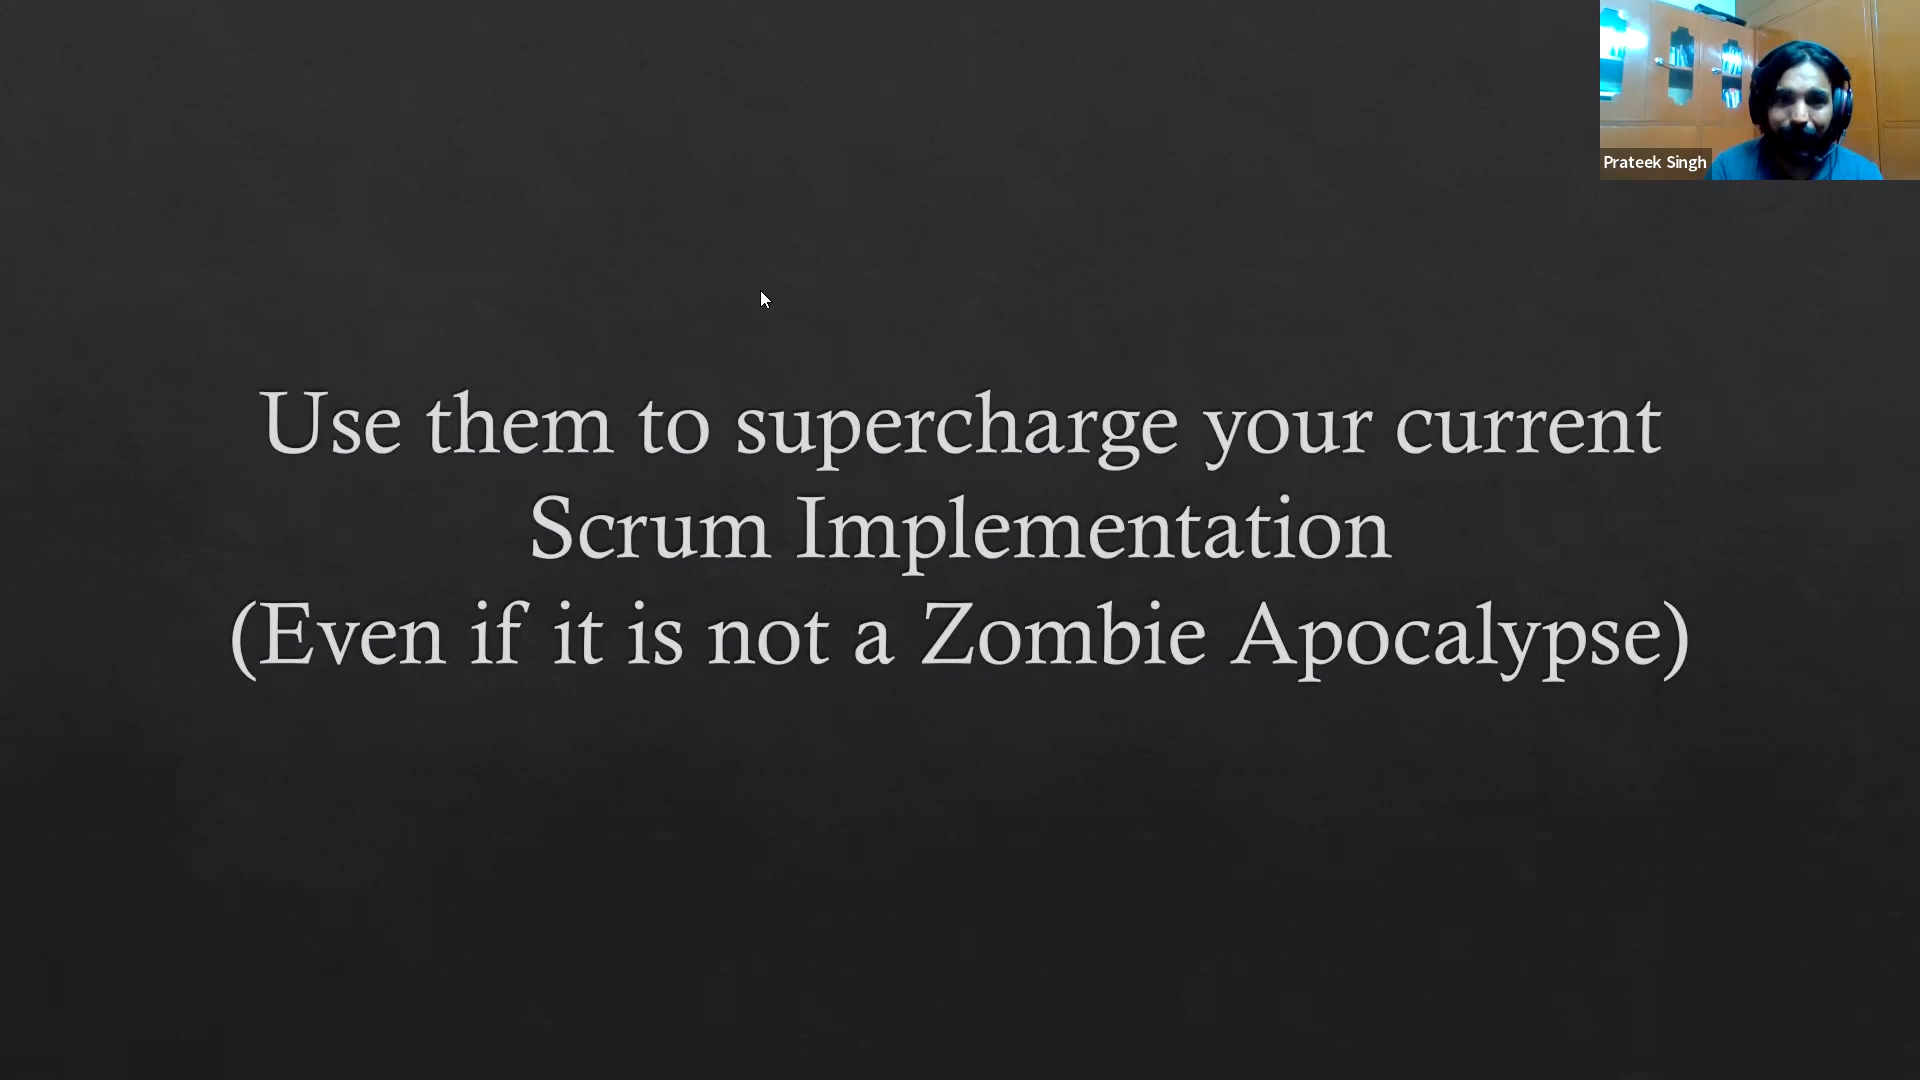 Prateek Singh
Use them to supercharge your current
Scrum Implementation
(Even if it is not a Zombie Apocalypse)